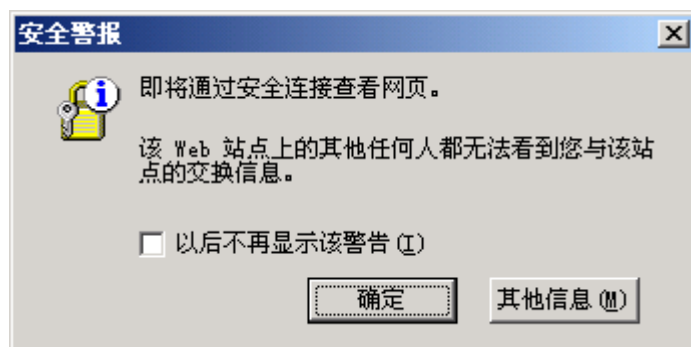 安全警报
即将通过安全连接查看网页。
该 Web 站点上的其他任何人都无法看到您与该站
点的交换信息。
以后不再显示该警告(I)
确定
其他信息(M)